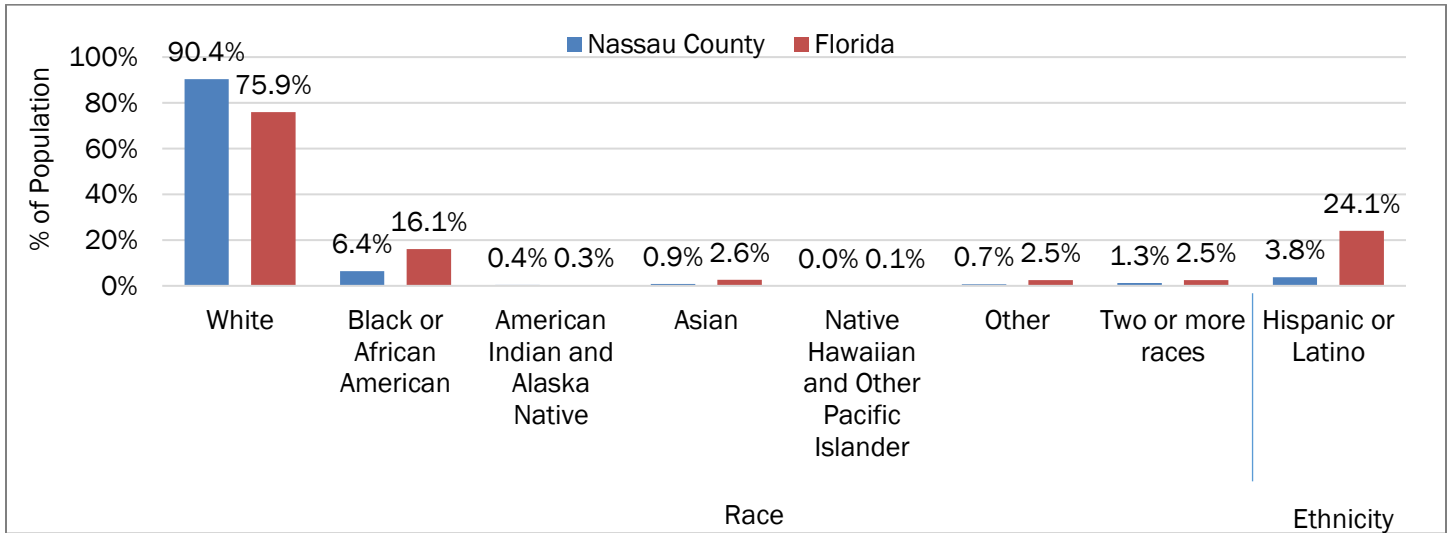 Nassau County Florida
% of Population
100%
80%
60%
40%
20%
0%
90.4% 75.9%
6.4% 16.1%
0.4% 0.3%
0.9% 2.6%
0.0% 0.1%
0.7% 2.5%
1.3% 2.5%
3.8% 24.1%
White
Black or
African
American
American
Indian and
Alaska
Native
Asian
Native
Hawaiian
and Other
Pacific
Islander
Other
Two or more
races
Hispanic or
Latino
Race
Ethnicity